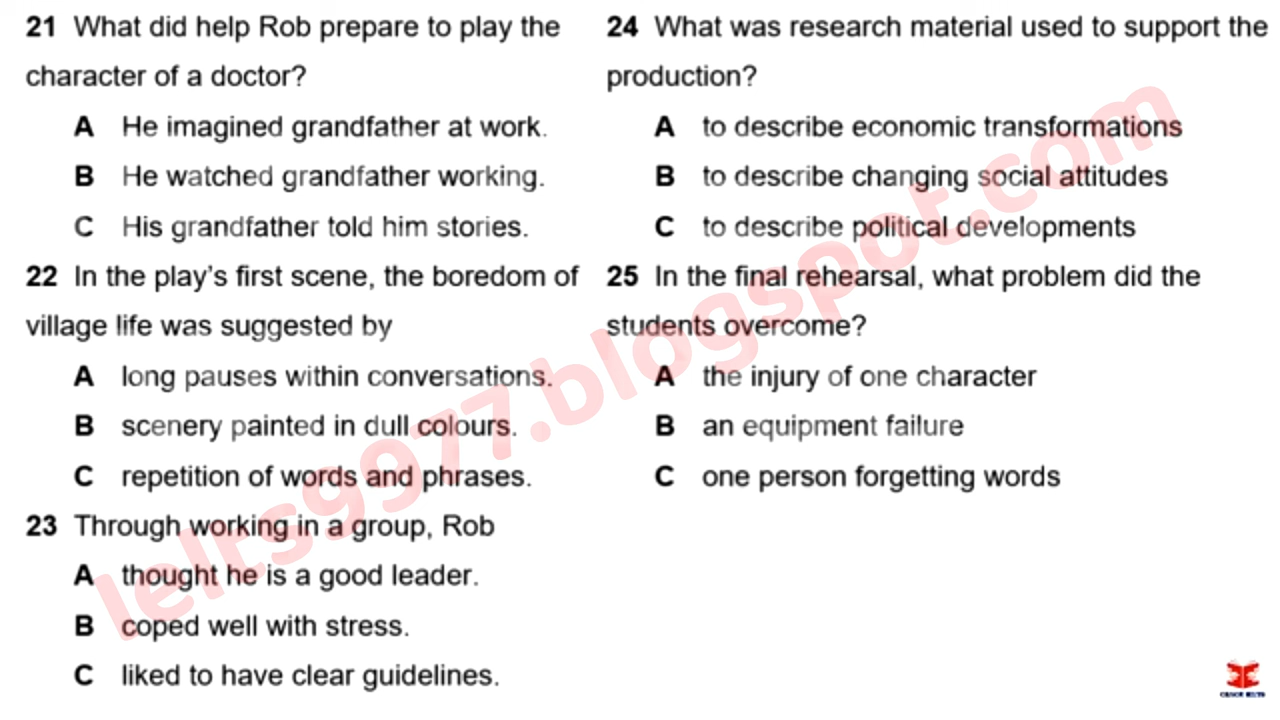 21 What did help Rob prepare to play the
character of a doctor?
A He imagined grandfather at work.
B He watched grandfather working.
C His grandfather told him stories.
22 In the play's first scene, the boredom of
village life was suggested by
A long pauses within conversations.
B scenery painted in dull colours.
C repetition of words and phrases.
23 Through working in a group, Rob
A thought he is a good leader.
B coped well with stress.
C liked to have clear guidelines.
24 What was research material used to support the
production?
A to describe economic transformations
B to describe changing social attitudes
C to describe political developments
25 In the final rehearsal, what problem did the
students overcome?
A the injury of one character
B an equipment failure
C one person forgetting words
Ielts9977.blogspot.com